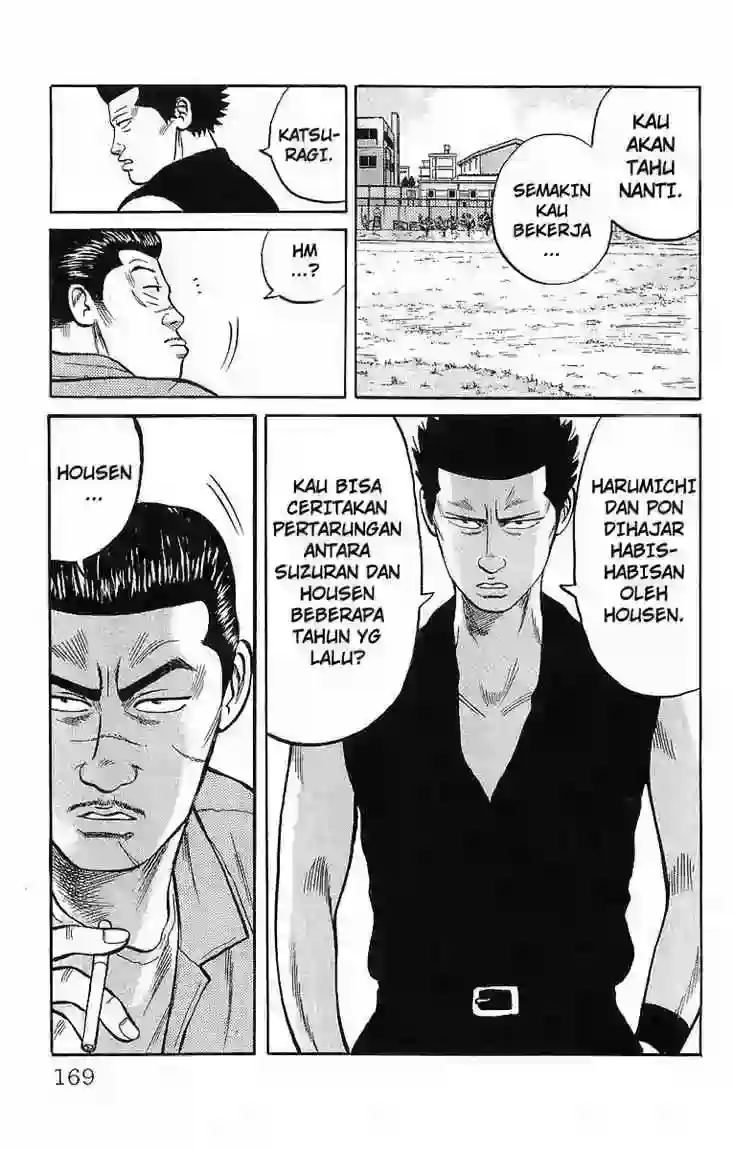 KAU
AKAN
TAHU
NANTI.
SEMAKIN
KAU
BEKERJA
...
KATSU-
RAGI.
HM
...?
HARUMICHI
DAN PON
DIHAJAR
HABIS-
HABISAN
OLEH
HOUSEN.
KAU BISA
CERITAKAN
PERTARUNGAN
ANTARA
SUZURAN DAN
HOUSEN
BEBERAPA
TAHUN YG
LALU?
HOUSEN
...
169